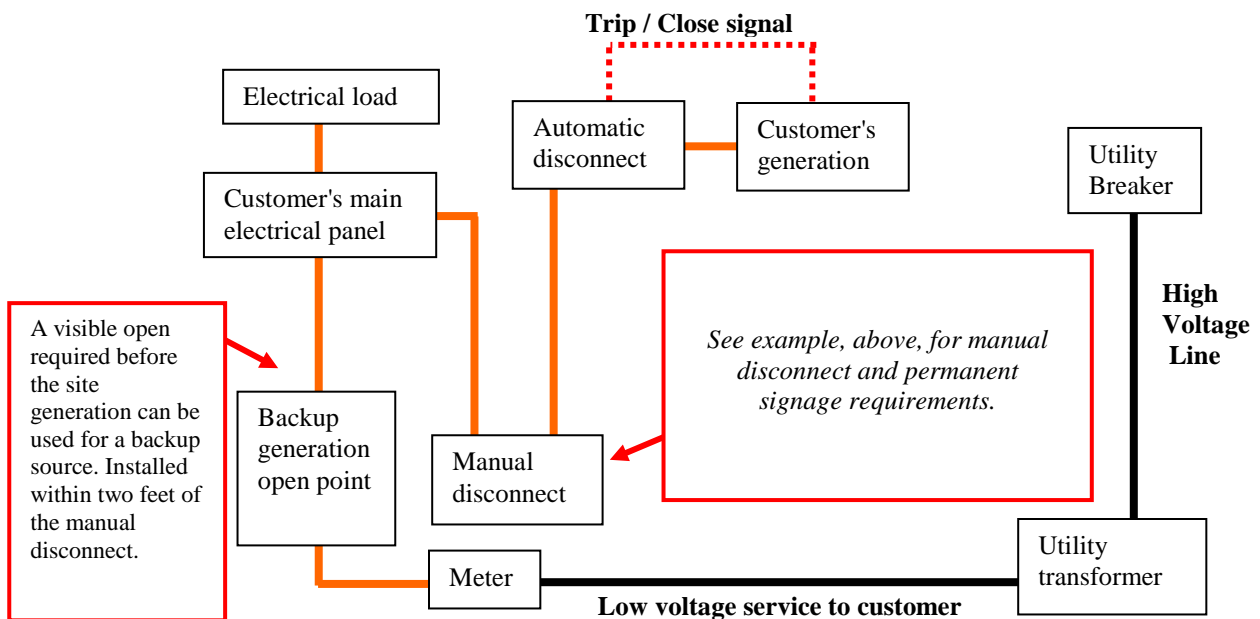 Trip / Close signal
Electrical load
Automatic
disconnect
Customer's
generation
Utility
Breaker
Customer's main
electrical panel
High
Voltage
Line
A visible open
required before
the site
generation can be
used for a backup
source. Installed
within two feet of
the manual
disconnect.
See example, above, for manual
disconnect and permanent
signage requirements.
Backup
generation
open point
Manual
disconnect
Utility
transformer
Meter
Low voltage service to customer